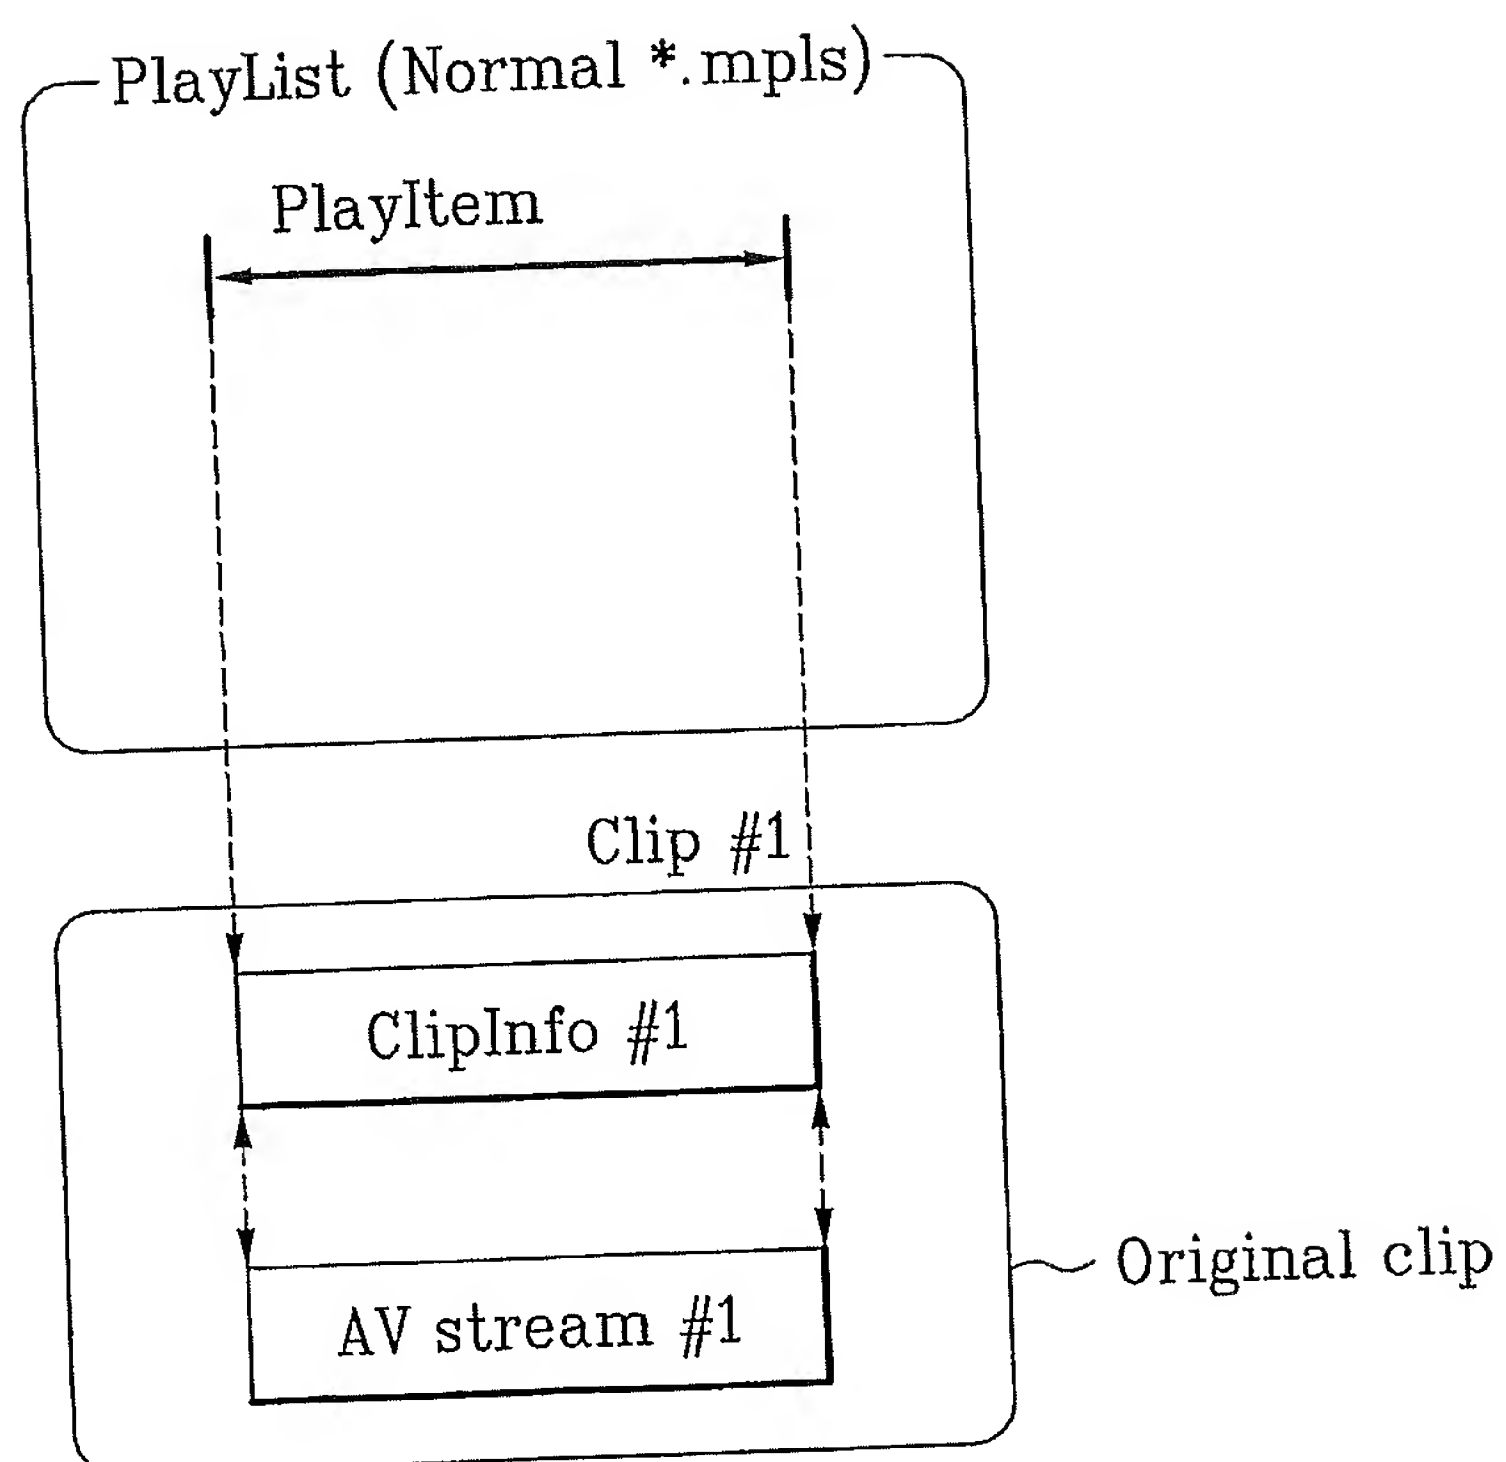 PlayList (Normal *.mpls)
PlayItem
Clip #1
ClipInfo #1
AV stream #1
Original clip